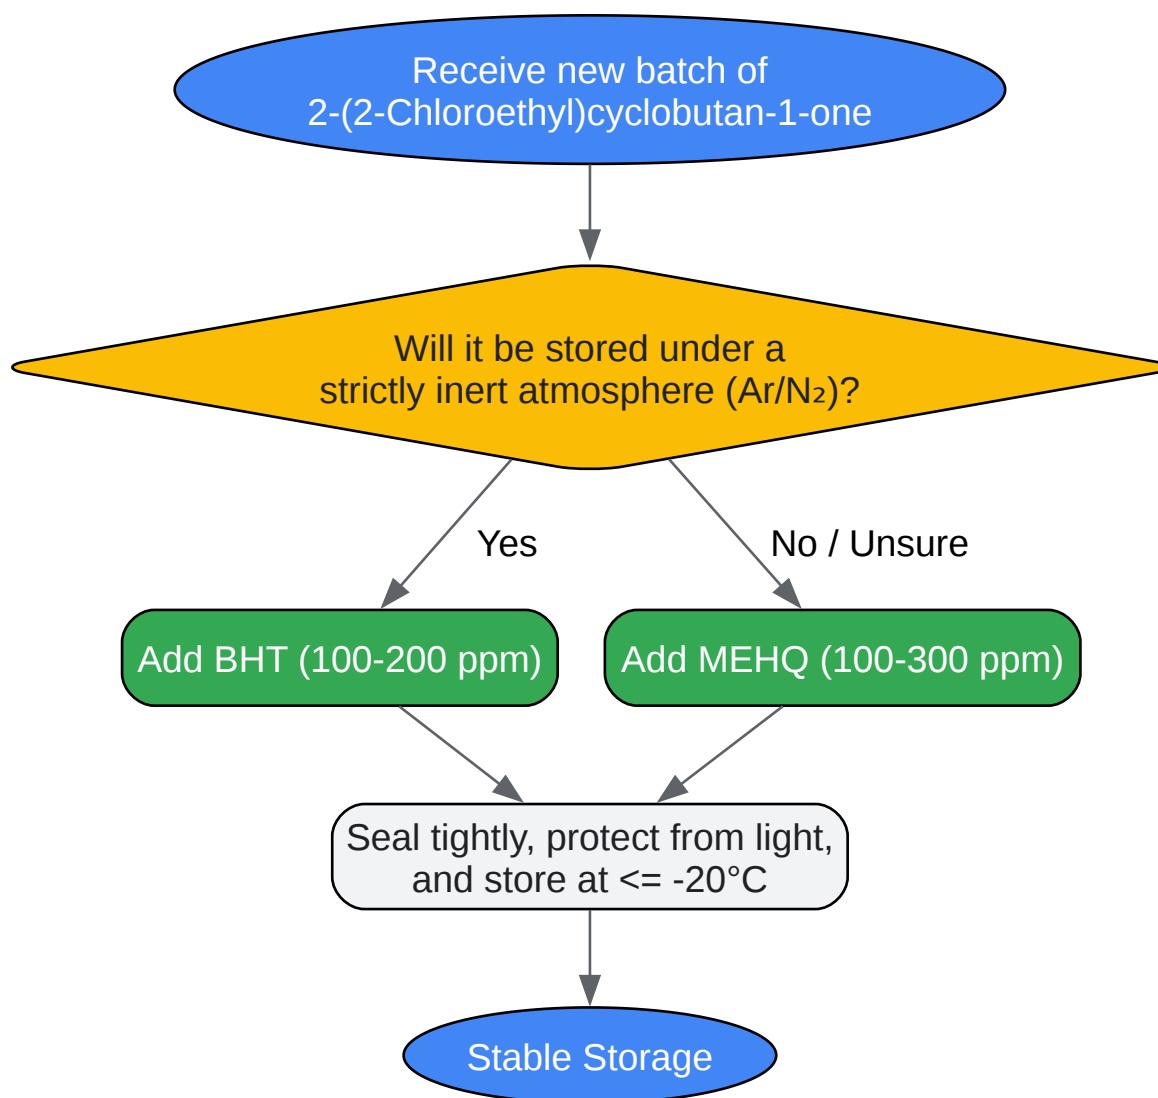 Receive new batch of
2-(2-Chloroethyl)cyclobutan-1-one
Will it be stored under a
strictly inert atmosphere (Ar/N₂)?
Yes
No / Unsure
Add BHT (100-200 ppm)
Add MEHQ (100-300 ppm)
Seal tightly, protect from light,
and store at <= -20°C
Stable Storage